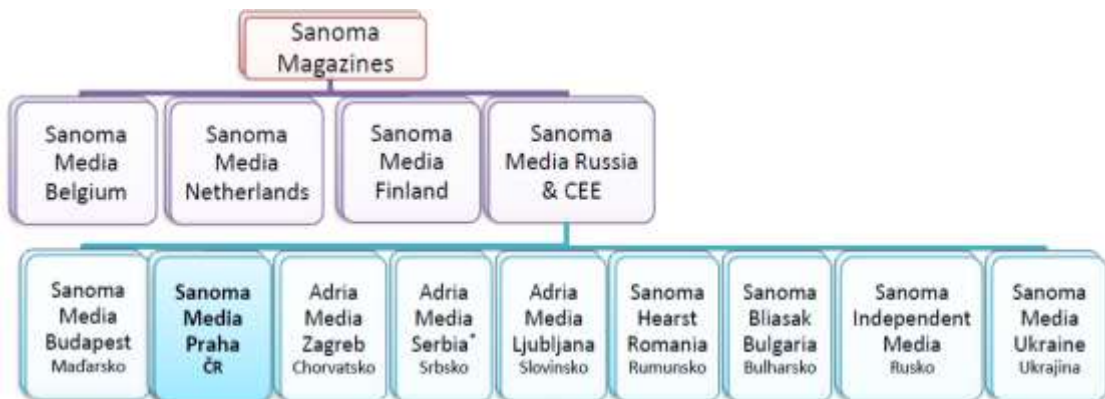 Sanoma
Magazines
Sanoma
Media
Belgium
Sanoma
Media
Netherlands
Sanoma
Media
Finland
Sanoma
Media Russia
& CEE
Sanoma
Media
Budapest
Maďarsko
Sanoma
Media
Praha
ČR
Adria
Media
Zagreb
Chorvatsko
Adria
Media
Serbia*
Srbsko
Adria
Media
Ljubljana
Slovinsko
Sanoma
Hearst
Romania
Rumunsko
Sanoma
Bliasak
Bulgaria
Bulharsko
Sanoma
Independent
Media
Rusko
Sanoma
Media
Ukraine
Ukrajina